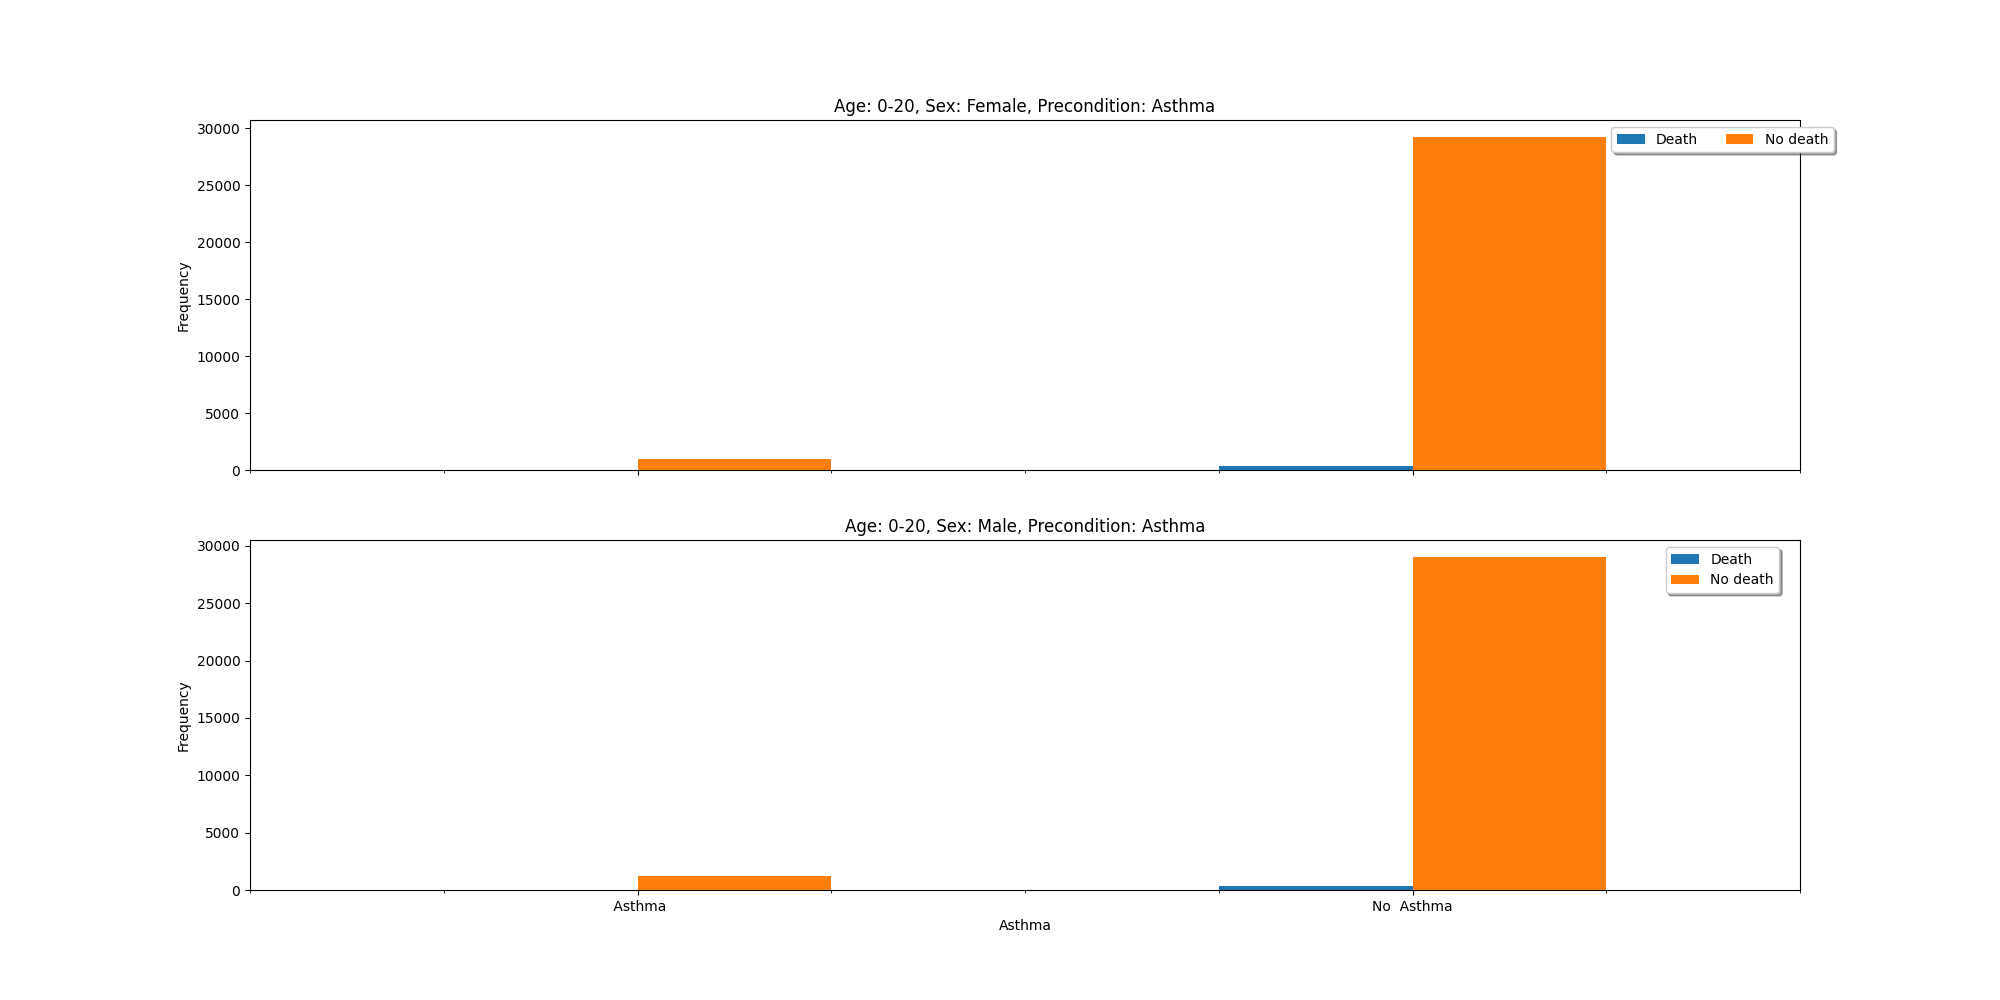 Age: 0-20, Sex: Female, Precondition: Asthma
30000
25000
20000
15000
10000
5000
0
Frequency
Death No death
Age: 0-20, Sex: Male, Precondition: Asthma
30000
25000
20000
15000
10000
5000
0
Frequency
Death
No death
Asthma No  Asthma
Asthma